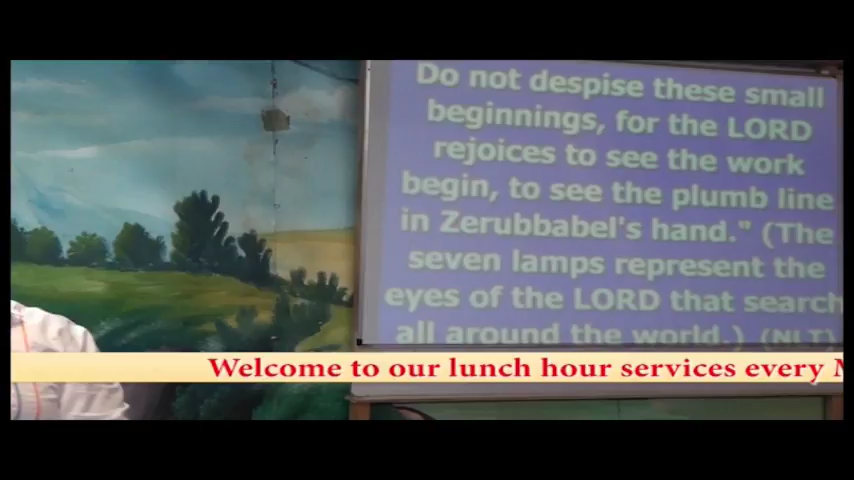 Do not despise these small
beginnings, for the LORD
rejoices to see the work
begin, to see the plumb line
in Zerubbabel's hand." (The
seven lamps represent the
eyes of the LORD that search
all around the world.) (NLT)
Welcome to our lunch hour services every